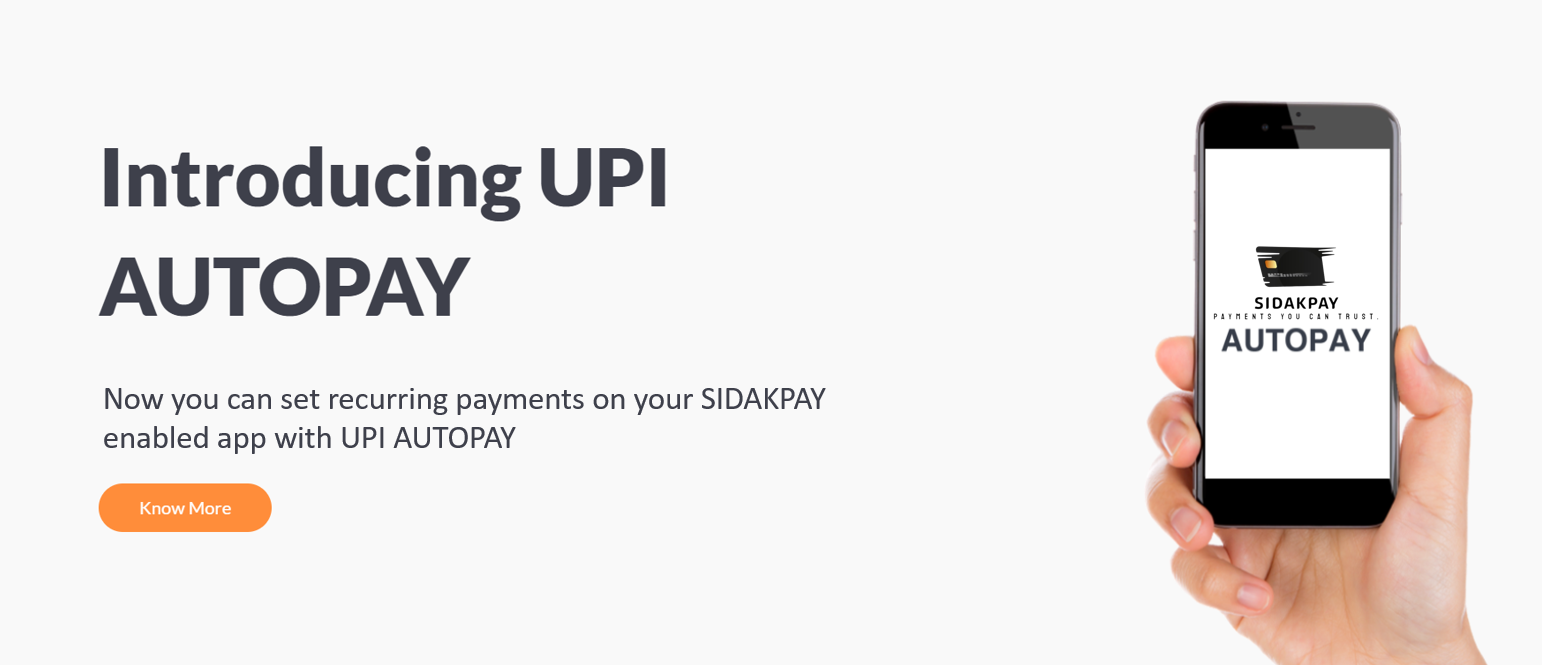 Introducing UPI
AUTOPAY
Now you can set recurring payments on your SIDAKPAY
enabled app with UPI AUTOPAY
Know More
SIDAKPAY
PAYMENTS YOU CAN TRUST.
AUTOPAY